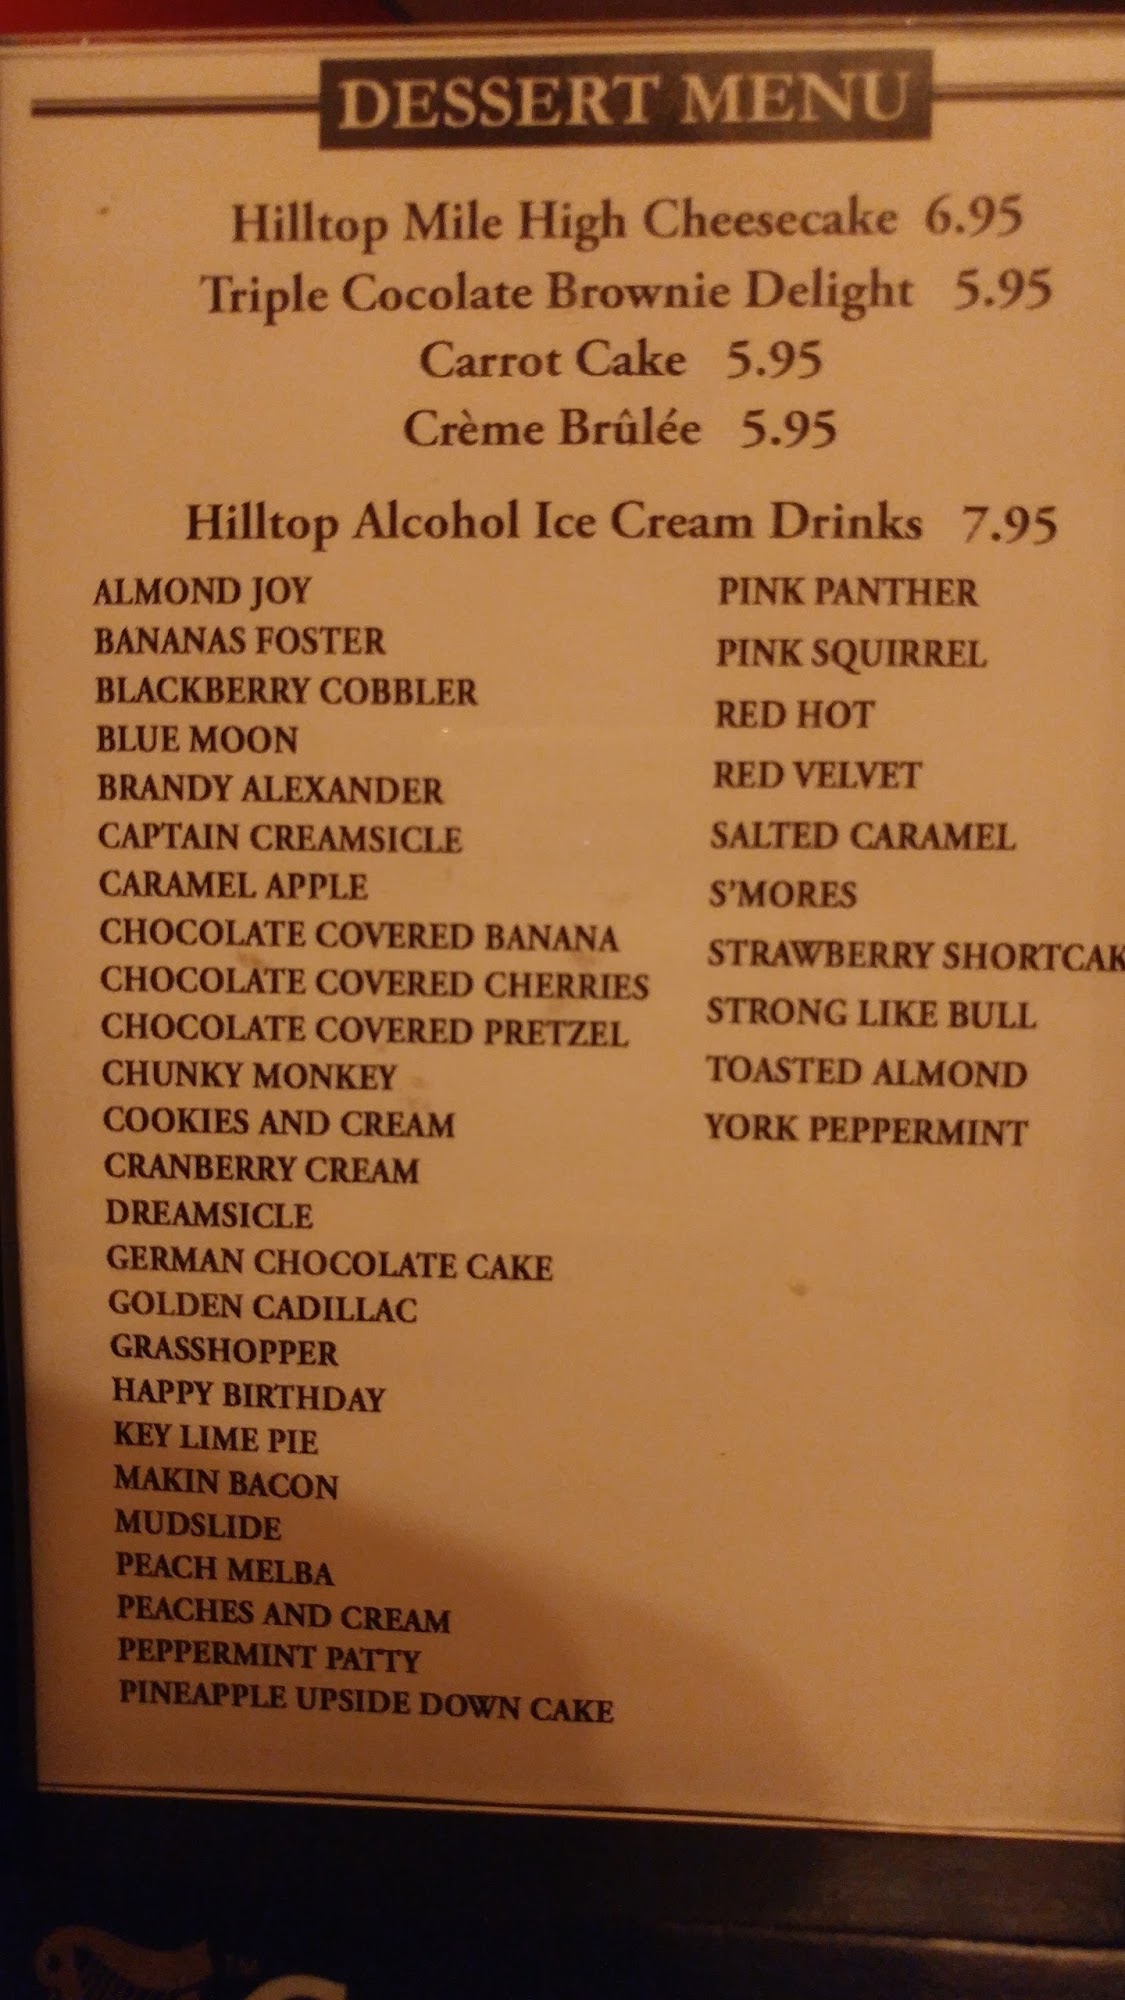 DESSERT MENU
Hilltop Mile High Cheesecake 6.95
Triple Cocolate Brownie Delight 5.95
Carrot Cake 5.95
Crème Brûlée 5.95
Hilltop Alcohol Ice Cream Drinks 7.95
ALMOND JOY
BANANAS FOSTER
BLACKBERRY COBBLER
BLUE MOON
BRANDY ALEXANDER
CAPTAIN CREAMSICLE
CARAMEL APPLE
CHOCOLATE COVERED BANANA
CHOCOLATE COVERED CHERRIES
CHOCOLATE COVERED PRETZEL
CHUNKY MONKEY
COOKIES AND CREAM
CRANBERRY CREAM
DREAMSICLE
GERMAN CHOCOLATE CAKE
GOLDEN CADILLAC
GRASSHOPPER
HAPPY BIRTHDAY
KEY LIME PIE
MAKIN BACON
MUDSLIDE
PEACH MELBA
PEACHES AND CREAM
PEPPERMINT PATTY
PINEAPPLE UPSIDE DOWN CAKE
PINK PANTHER
PINK SQUIRREL
RED HOT
RED VELVET
SALTED CARAMEL
S'MORES
STRAWBERRY SHORTCAK
STRONG LIKE BULL
TOASTED ALMOND
YORK PEPPERMINT